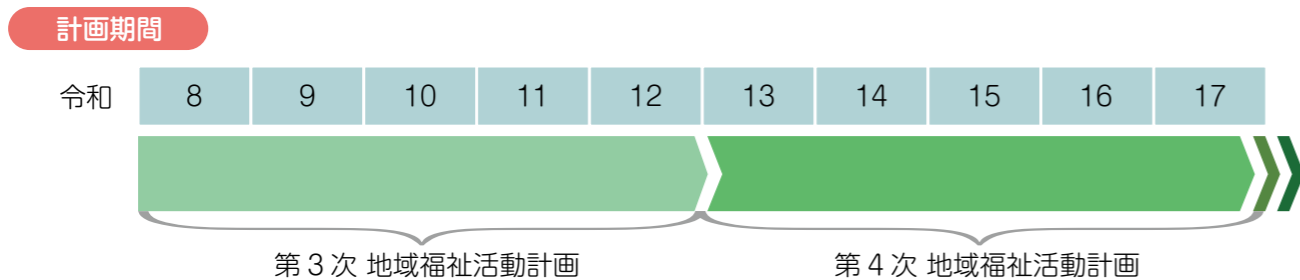 計画期間
令和 8 9 10 11 12 13 14 15 16 17
第3次 地域福祉活動計画 第4次 地域福祉活動計画